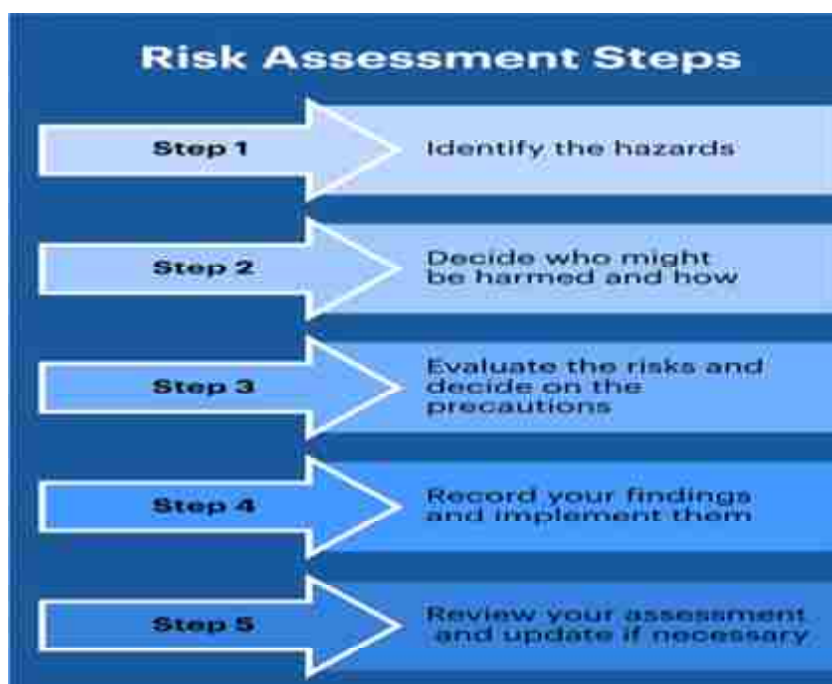 Risk Assessment Steps
Step 1
Identify the hazards
Step 2
Decide who might
be harmed and how
Step 3
Evaluate the risks and
decide on the
precautions
Step 4
Record your findings
and implement them
Step 5
Review your assessment
and update if necessary